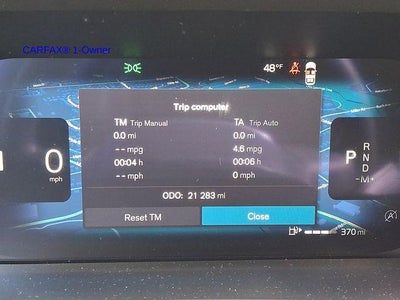 CARFAX® 1-Owner
48°F
Trip computer
TM Trip Manual
TA Trip Auto
0.0 mi
0.0 mi
-- mpg
4.6 mpg
00:04 h
00:06 h
-- mph
0 mph
ODO: 21 283 mi
Reset TM
Close
0
mph
P
R
N
D
370 mi